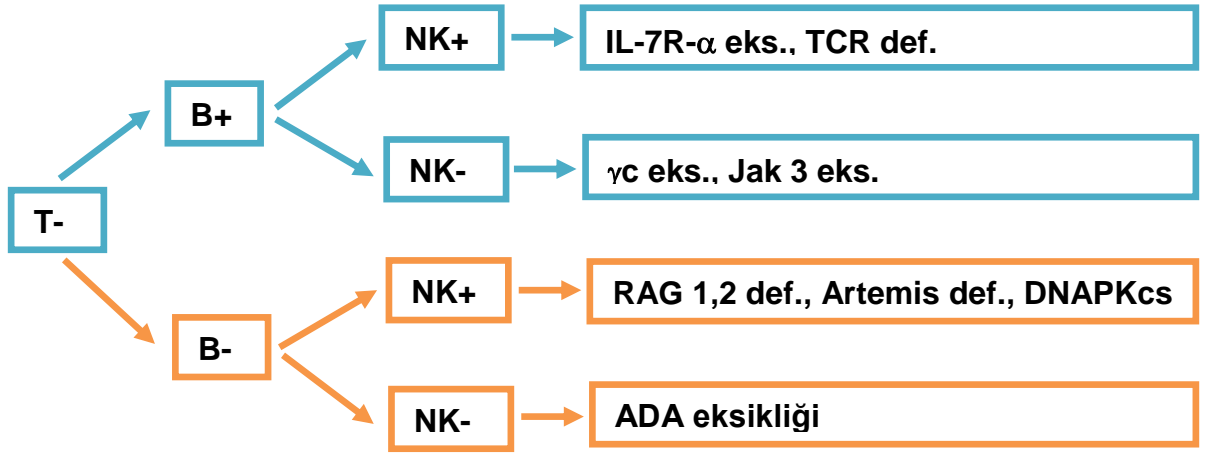 NK+
IL-7R-α eks., TCR def.
B+
NK-
γc eks., Jak 3 eks.
T-
NK+
RAG 1,2 def., Artemis def., DNAPKcs
B-
NK-
ADA eksikliği